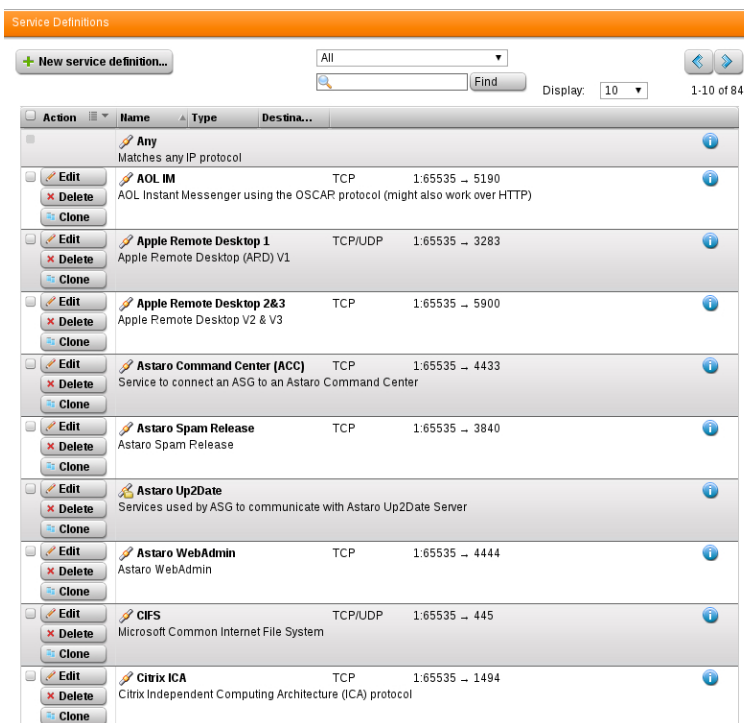 Service Definitions
New service definition...
All
Find
Display: 10
1-10 of 84
Action Name Type Destina...
Any
Matches any IP protocol
Edit AOL IM TCP 1:65535 → 5190
Delete AOL Instant Messenger using the OSCAR protocol (might also work over HTTP)
Clone
Edit Apple Remote Desktop 1 TCP/UDP 1:65535 → 3283
Delete Apple Remote Desktop (ARD) V1
Clone
Edit Apple Remote Desktop 2&3 TCP 1:65535 → 5900
Delete Apple Remote Desktop V2 & V3
Clone
Edit Astaro Command Center (ACC) TCP 1:65535 → 4433
Delete Service to connect an ASG to an Astaro Command Center
Clone
Edit Astaro Spam Release TCP 1:65535 → 3840
Delete Astaro Spam Release
Clone
Edit Astaro Up2Date
Delete Services used by ASG to communicate with Astaro Up2Date Server
Clone
Edit Astaro WebAdmin TCP 1:65535 → 4444
Delete Astaro WebAdmin
Clone
Edit CIFS TCP/UDP 1:65535 → 445
Delete Microsoft Common Internet File System
Clone
Edit Citrix ICA TCP 1:65535 → 1494
Delete Citrix Independent Computing Architecture (ICA) protocol
Clone